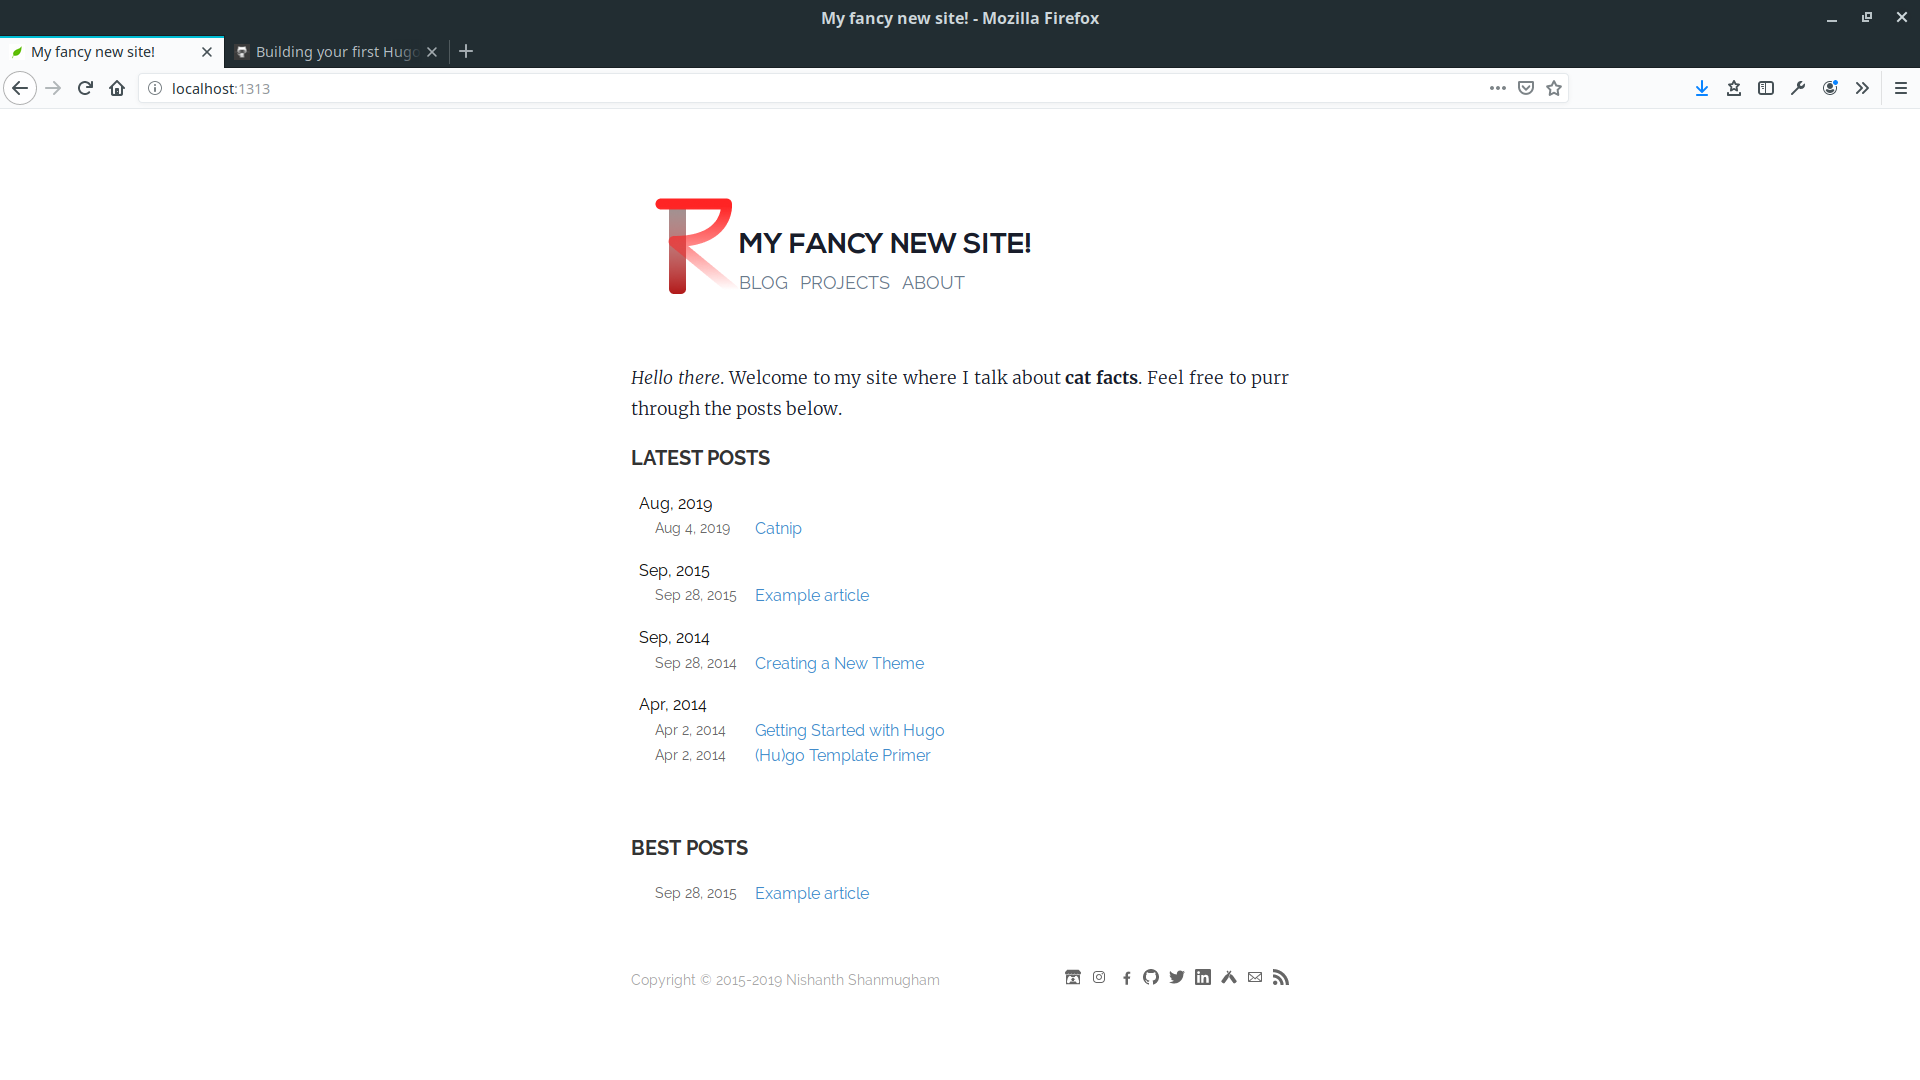 My fancy new site! - Mozilla Firefox
My fancy new site!
Building your first Hugo
localhost:1313
R
MY FANCY NEW SITE!
BLOG PROJECTS ABOUT
Hello there. Welcome to my site where I talk about cat facts. Feel free to purr
through the posts below.
LATEST POSTS
Aug, 2019
Aug 4, 2019 Catnip
Sep, 2015
Sep 28, 2015 Example article
Sep, 2014
Sep 28, 2014 Creating a New Theme
Apr, 2014
Apr 2, 2014 Getting Started with Hugo
Apr 2, 2014 (Hu)go Template Primer
BEST POSTS
Sep 28, 2015 Example article
Copyright © 2015-2019 Nishanth Shanmugham